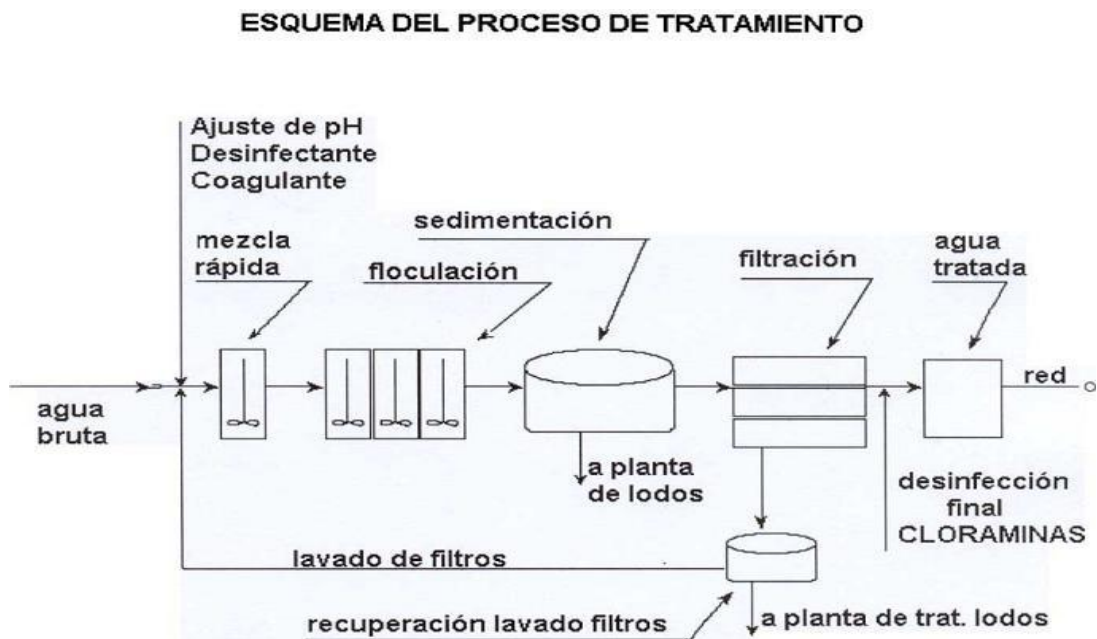 ESQUEMA DEL PROCESO DE TRATAMIENTO
Ajuste de pH
Desinfectante
Coagulante
mezcla
rápida
floculación
sedimentación
filtración
agua
tratada
agua
bruta
red
a planta
de lodos
desinfección
final
CLORAMINAS
lavado de filtros
recuperación lavado filtros
a planta de trat. lodos